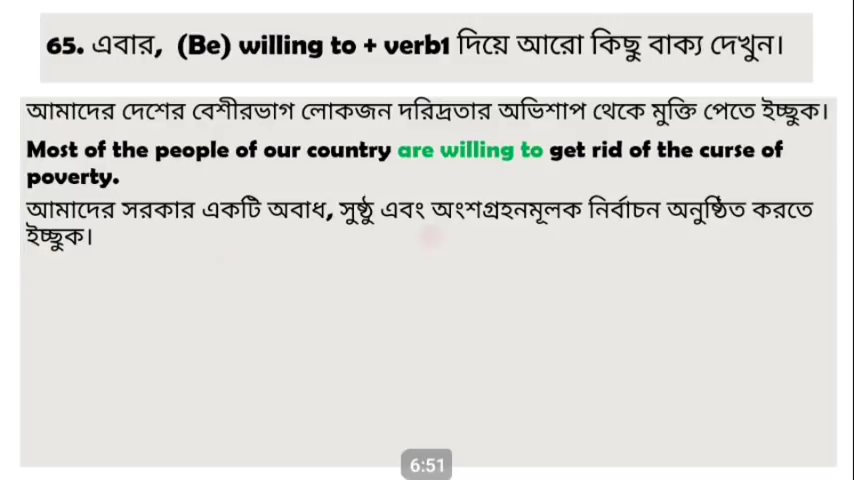 65. এবার, (Be) willing to + verb1 দিয়ে আরো কিছু বাক্য দেখুন।
আমাদের দেশের বেশীরভাগ লোকজন দরিদ্রতার অভিশাপ থেকে মুক্তি পেতে ইচ্ছুক।
Most of the people of our country are willing to get rid of the curse of
poverty.
আমাদের সরকার একটি অবাধ, সুষ্ঠু এবং অংশগ্রহনমূলক নির্বাচন অনুষ্ঠিত করতে
ইচ্ছুক।
6:51